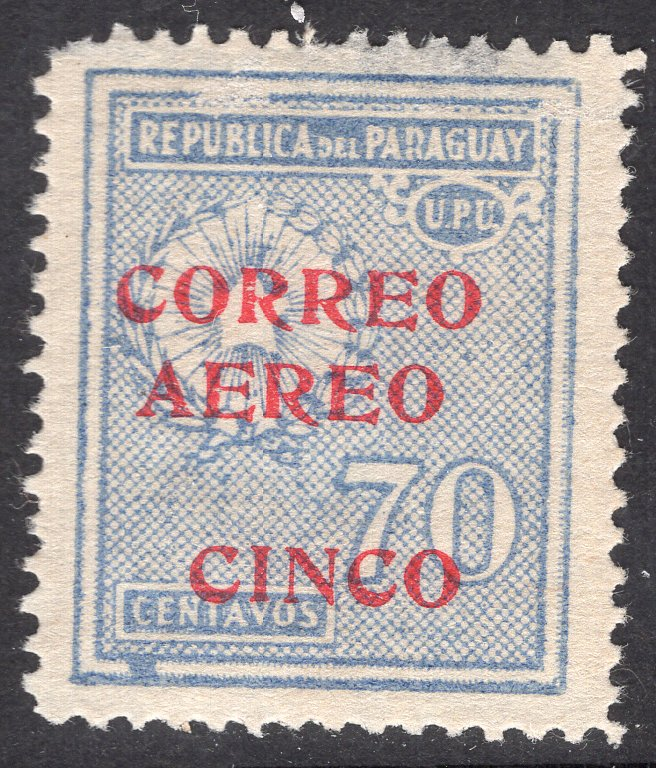 REPUBLICA DEL PARAGUAY
U.P.U.
CORREO
AEREO
70
CINCO
CENTAVOS